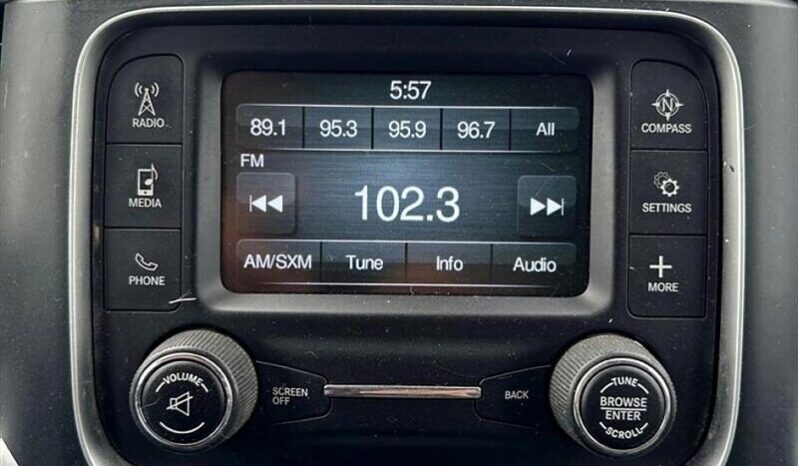 5:57
89.1 95.3 95.9 96.7 All
FM
102.3
AM/SXM Tune Info Audio
RADIO
MEDIA
PHONE
N
COMPASS
SETTINGS
MORE
VOLUME
SCREEN
OFF
BACK
TUNE
BROWSE
ENTER
SCROLL